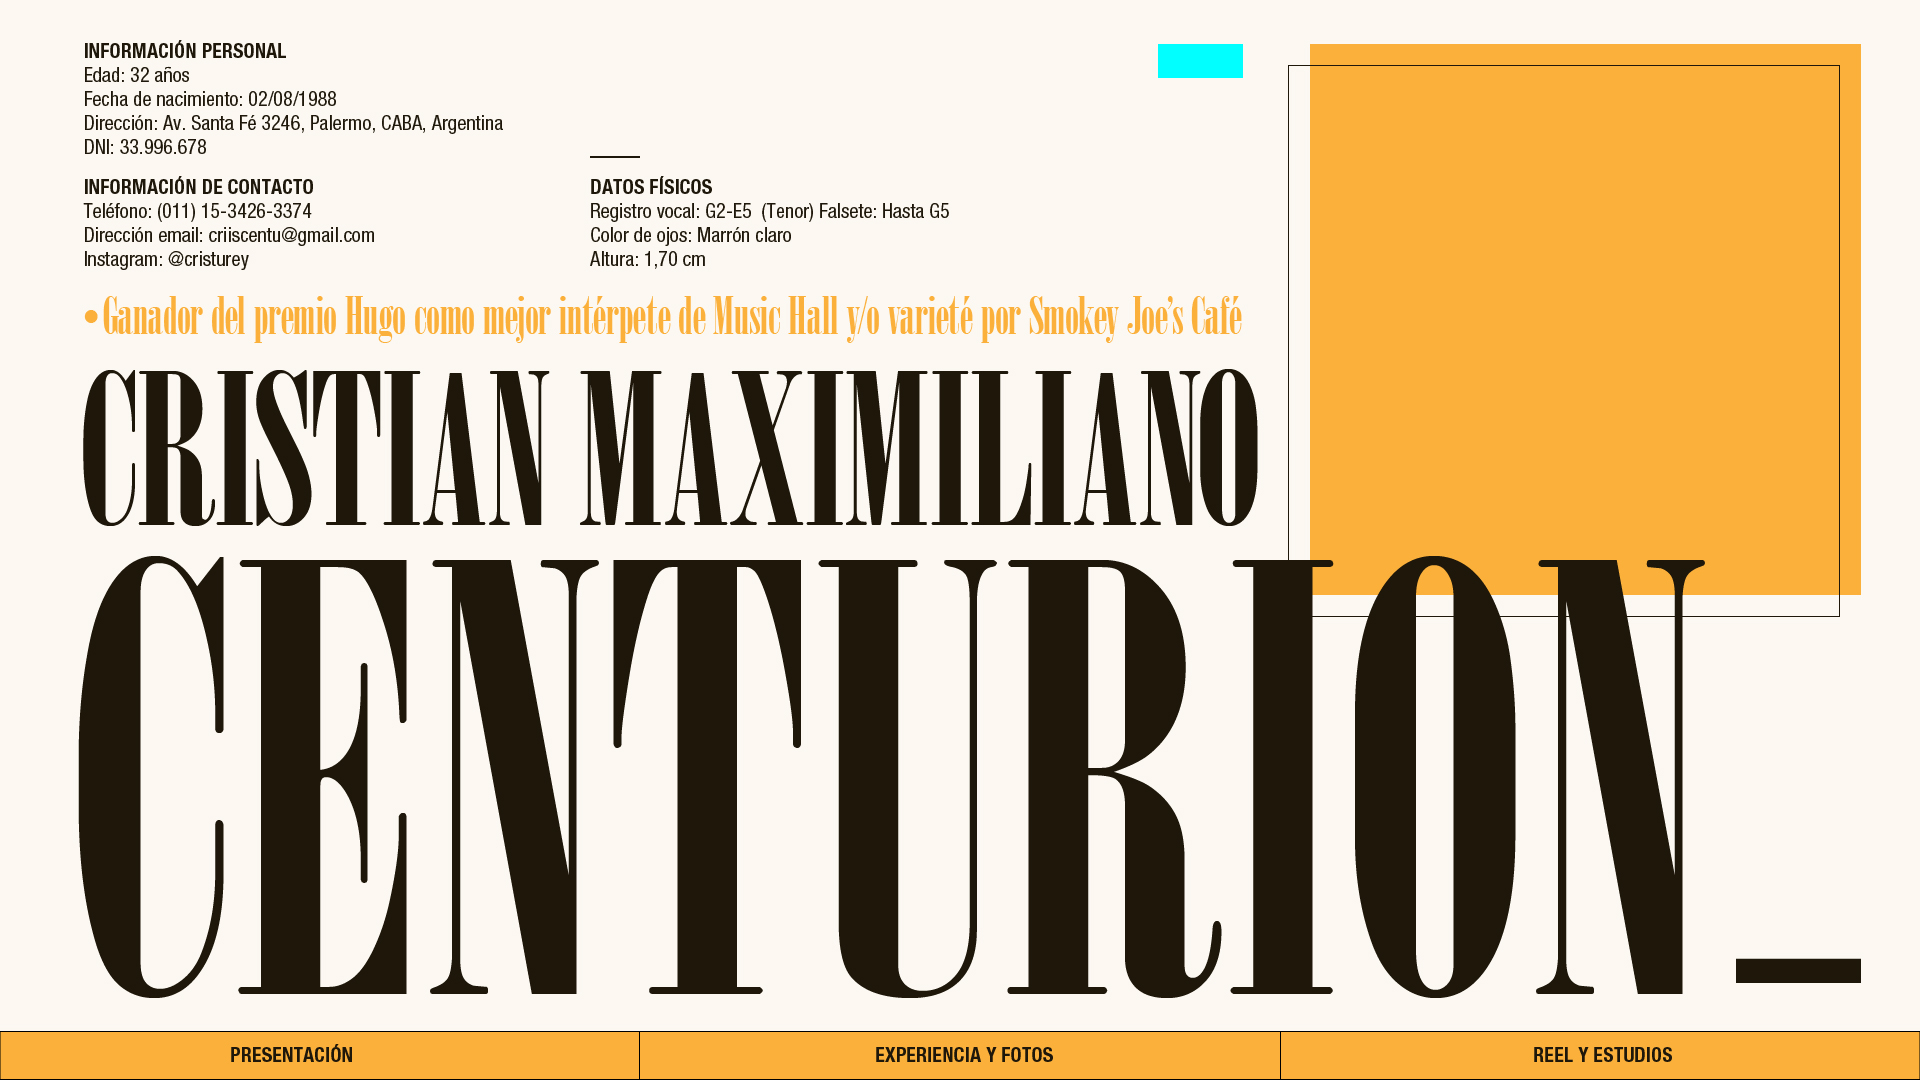 INFORMACIÓN PERSONAL
Edad: 32 años
Fecha de nacimiento: 02/08/1988
Dirección: Av. Santa Fé 3246, Palermo, CABA, Argentina
DNI: 33.996.678
INFORMACIÓN DE CONTACTO
Teléfono: (011) 15-3426-3374
Dirección email: criiscentu@gmail.com
Instagram: @cristurey
DATOS FÍSICOS
Registro vocal: G2-E5 (Tenor) Falsete: Hasta G5
Color de ojos: Marrón claro
Altura: 1,70 cm
• Ganador del premio Hugo como mejor intérpete de Music Hall y/o varieté por Smokey Joe’s Café
CRISTIAN MAXIMILIANO
CENTURION_
PRESENTACIÓN
EXPERIENCIA Y FOTOS
REEL Y ESTUDIOS